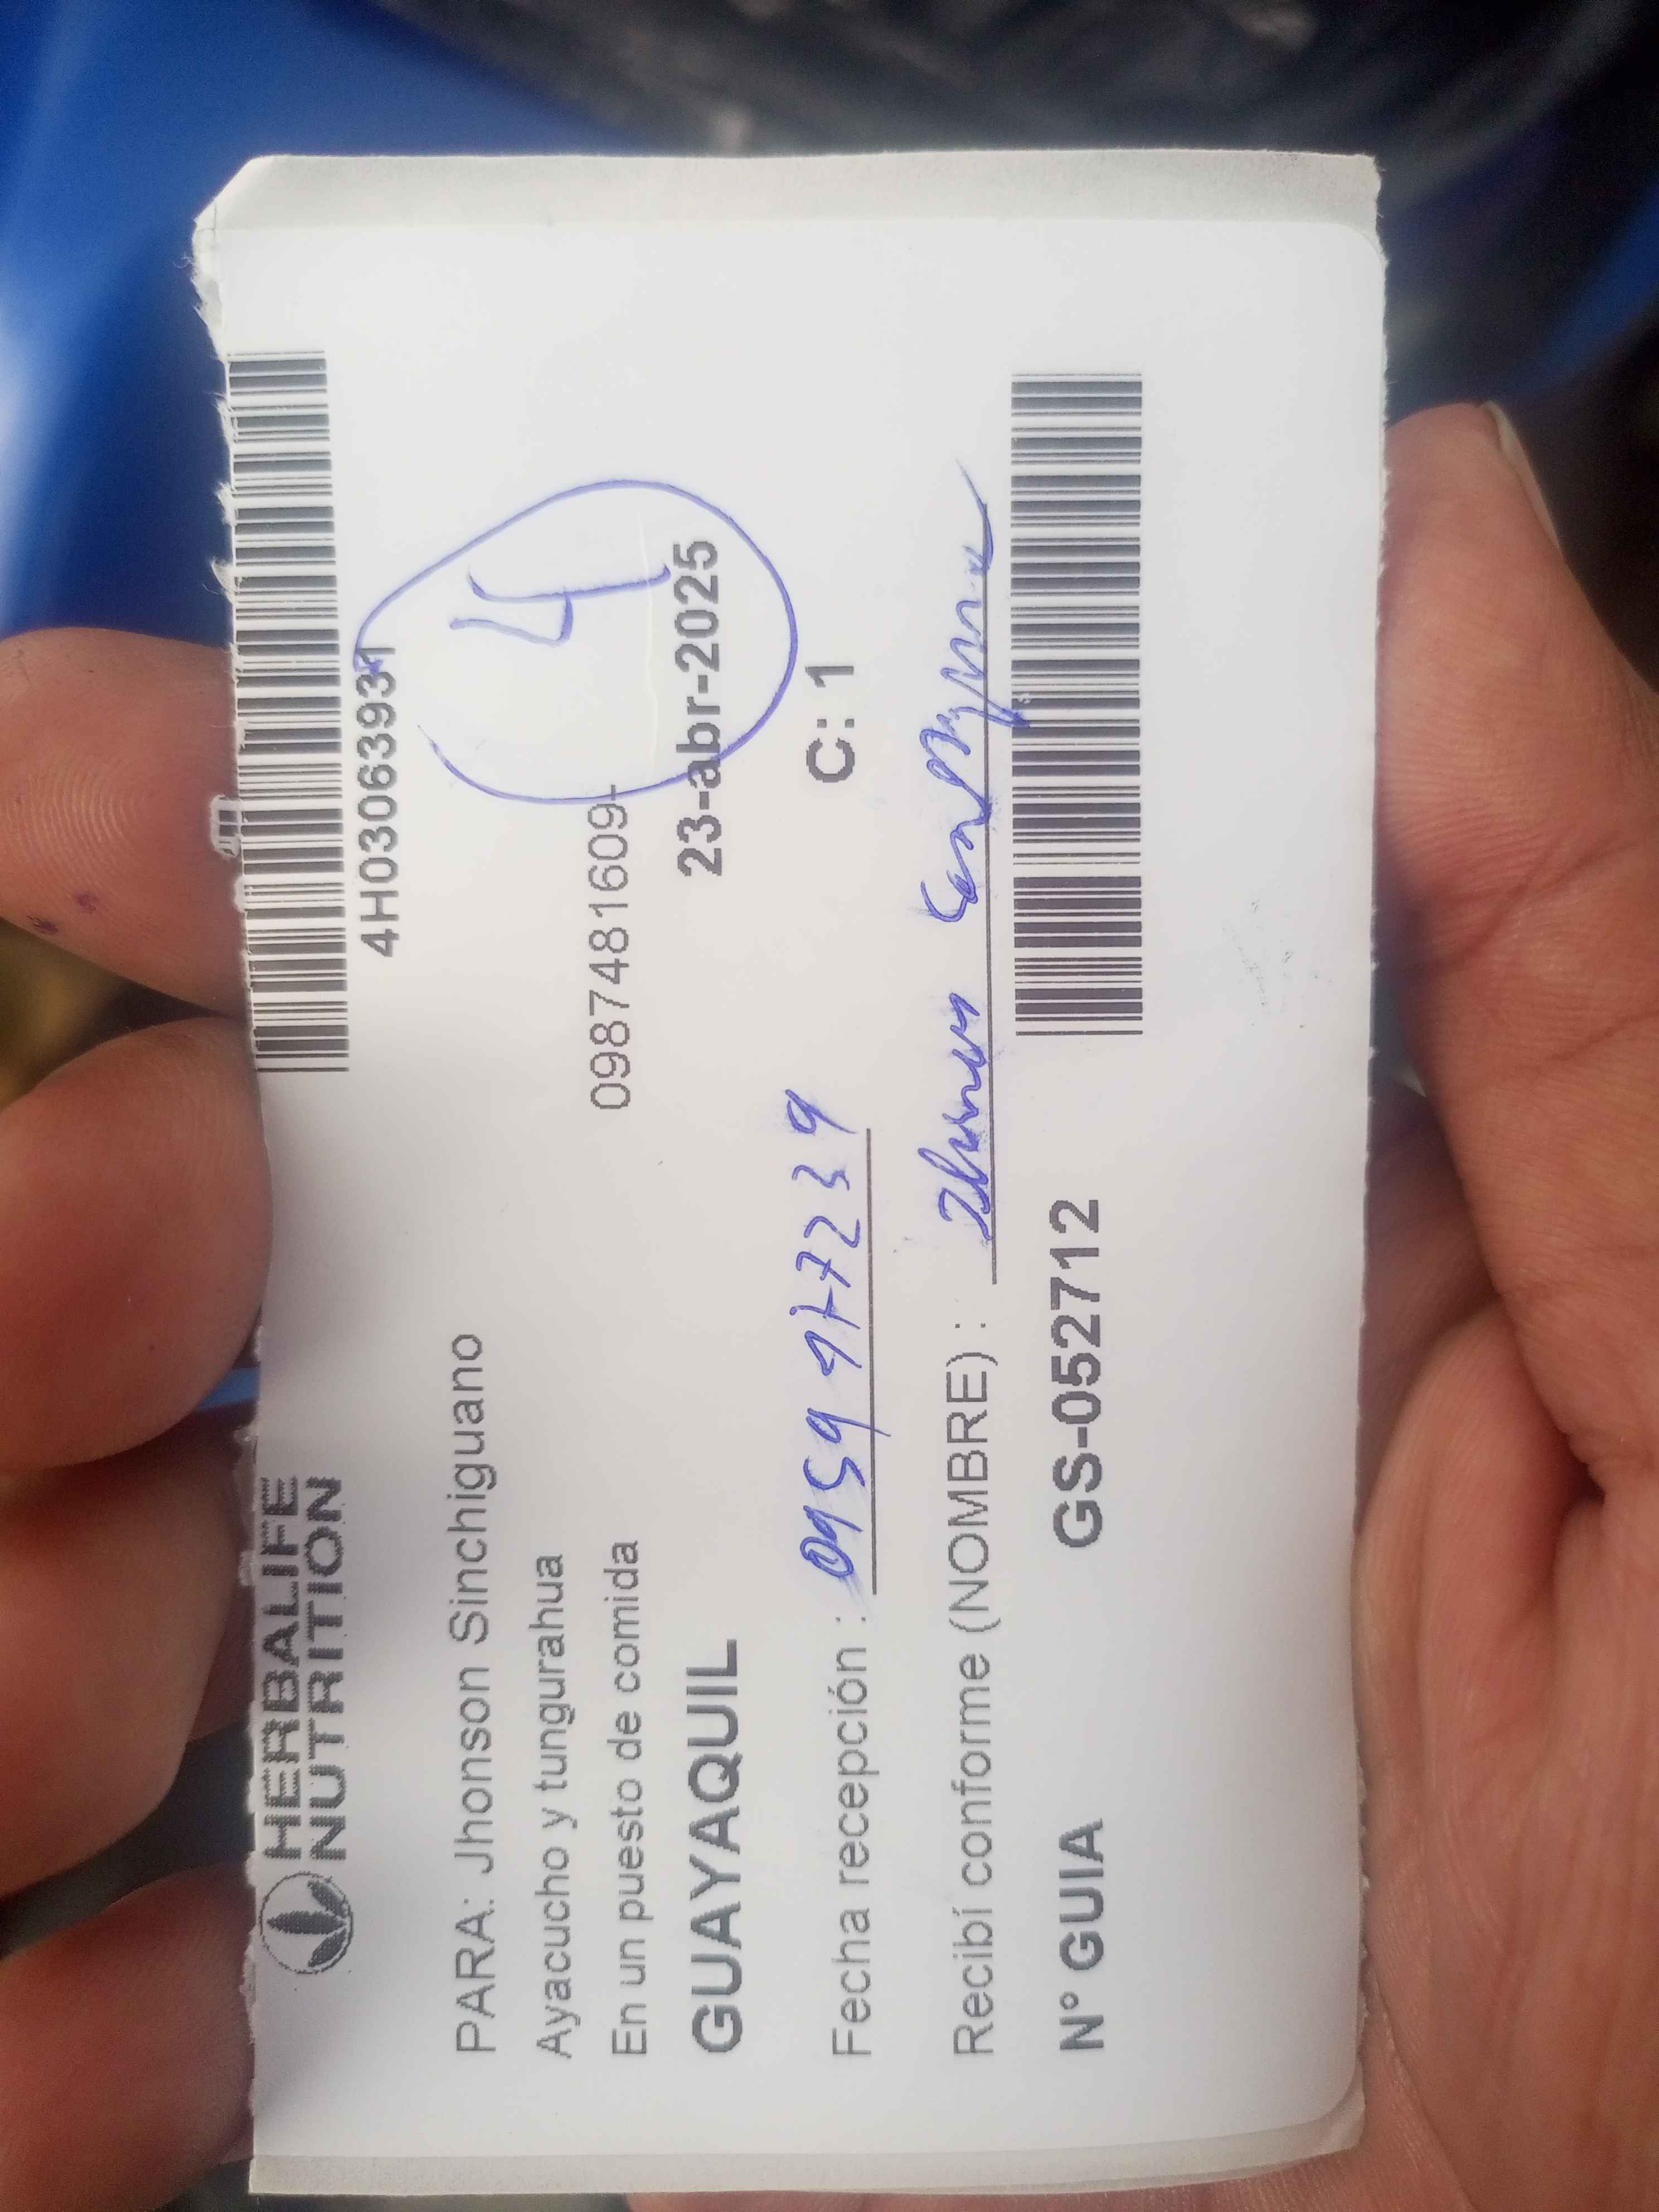 HERBALIFE
NUTRITION
4H03063931
PARA: Jhonson Sinchiguano
4
Ayacucho y tungurahua
En un puesto de comida 0987481609-
GUAYAQUIL 23-abr-2025
Fecha recepción : C: 1
Recibí conforme (NOMBRE) :
N° GUIA GS-052712